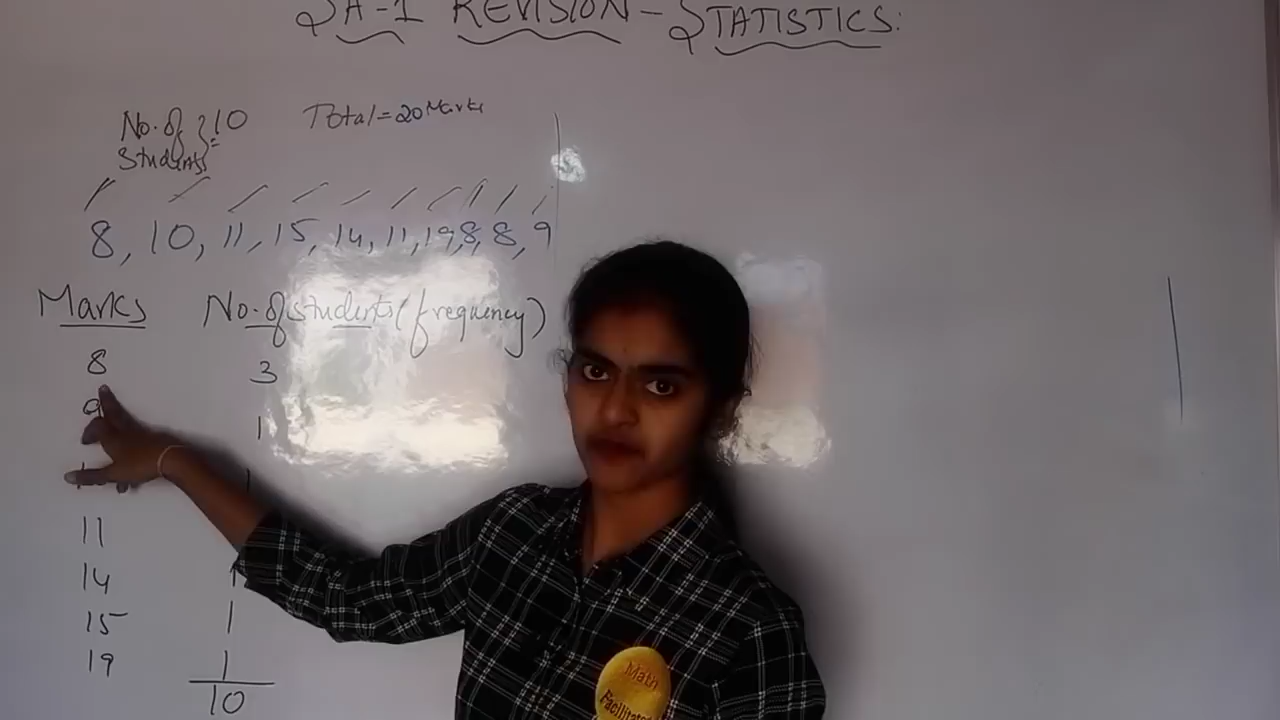 SA-1 REVISION - STATISTICS:
No. of Students } = 10 Total = 20 Marks
8, 10, 11, 15, 14, 11, 19, 8, 8, 9
Marks No. of students (frequency)
8 3
9 1
1
11
14 1
15 1
19 1
10
Math
Facilitator